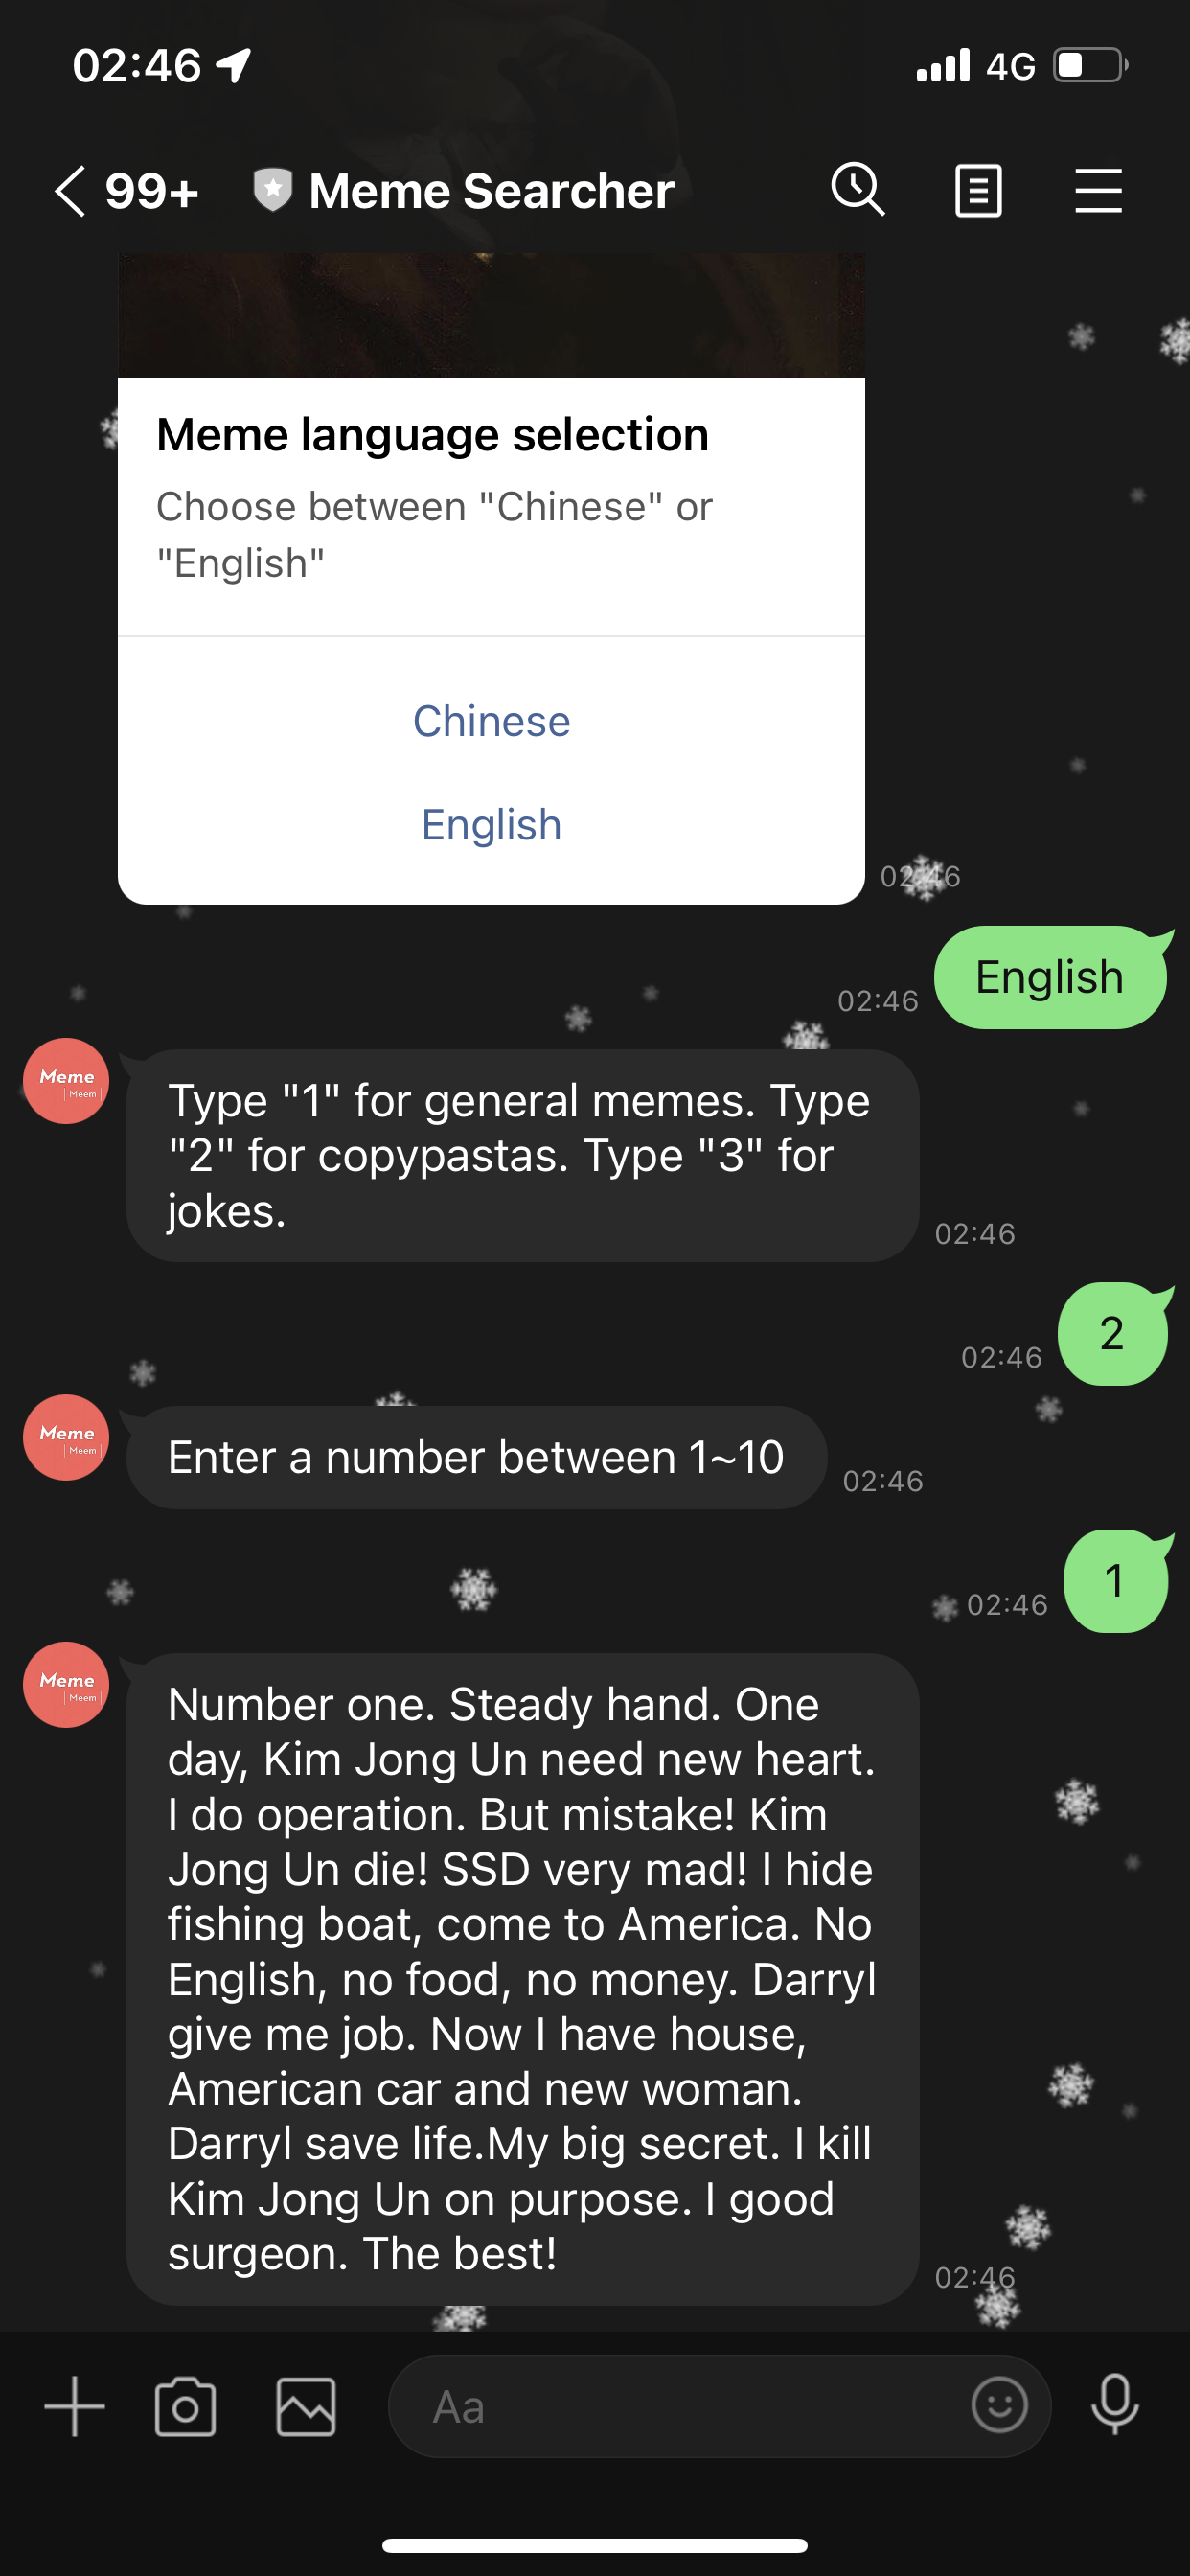 02:46
4G
99+
Meme Searcher
Meme language selection
Choose between "Chinese" or
"English"
Chinese
English
02:46
English
02:46
Meme
Meem
Type "1" for general memes. Type
"2" for copypastas. Type "3" for
jokes.
02:46
2
02:46
Meme
Meem
Enter a number between 1~10
02:46
1
02:46
Meme
Meem
Number one. Steady hand. One
day, Kim Jong Un need new heart.
I do operation. But mistake! Kim
Jong Un die! SSD very mad! I hide
fishing boat, come to America. No
English, no food, no money. Darryl
give me job. Now I have house,
American car and new woman.
Darryl save life.My big secret. I kill
Kim Jong Un on purpose. I good
surgeon. The best!
02:46
Aa